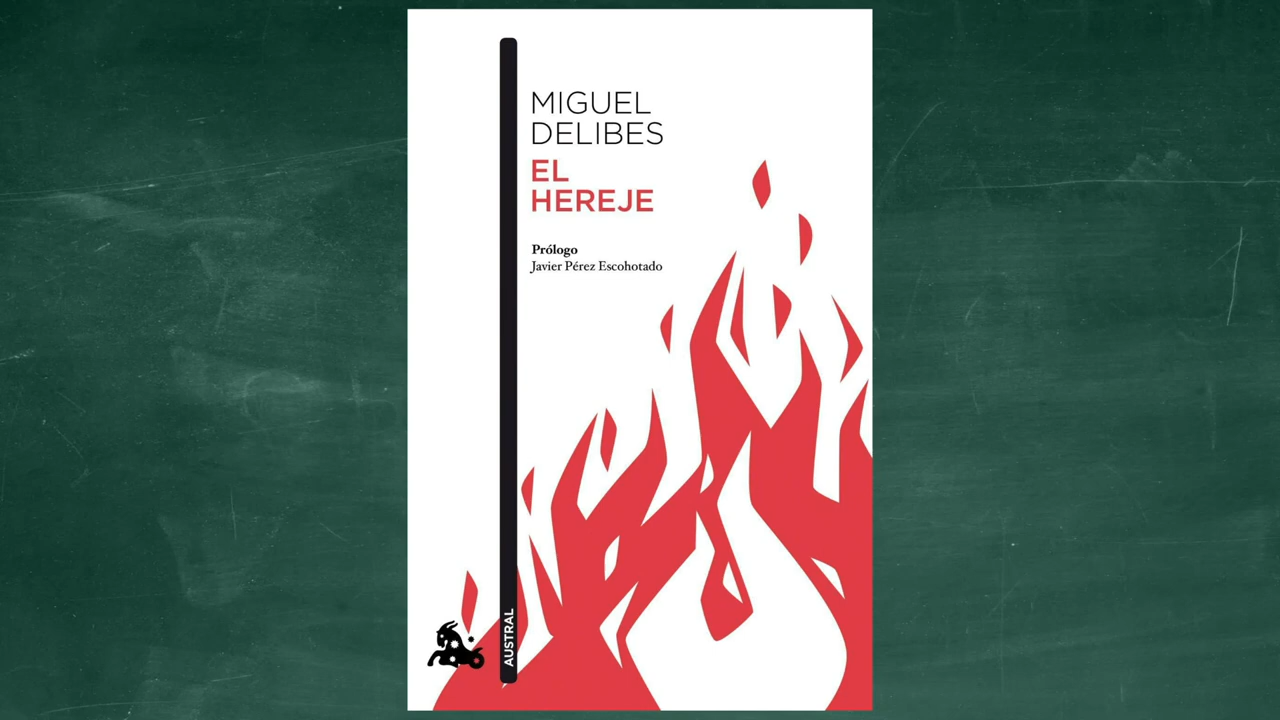 MIGUEL
DELIBES
EL
HEREJE
Prólogo
Javier Pérez Escohotado
AUSTRAL